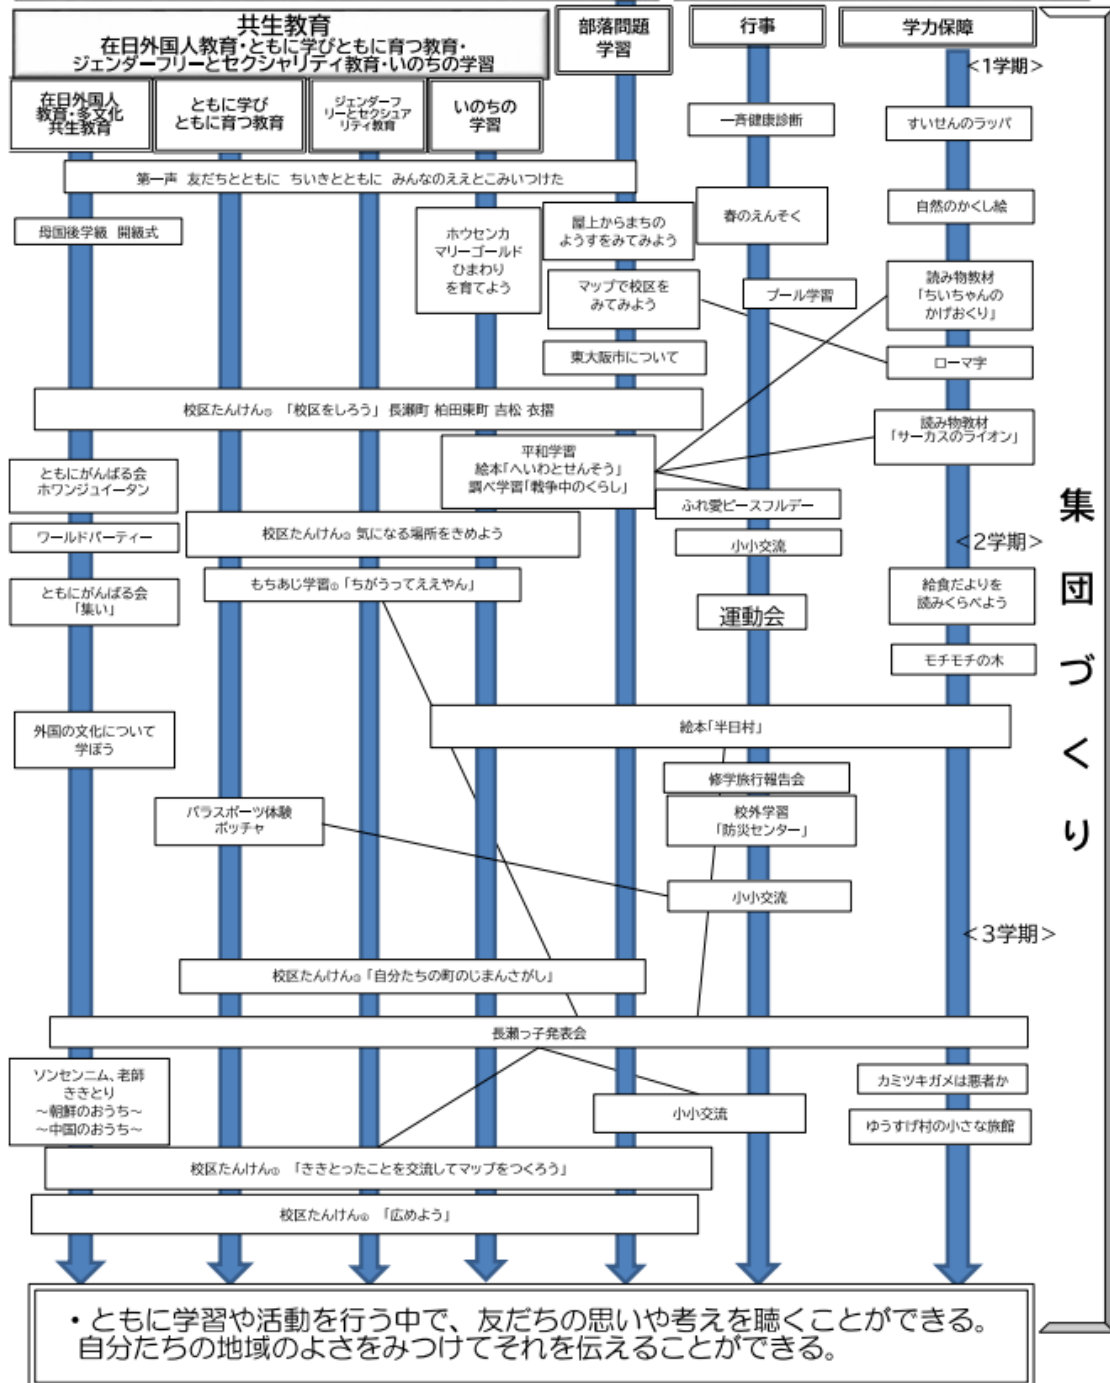 共生教育
在日外国人教育・ともに学びともに育つ教育・
ジェンダーフリーとセクシャリティ教育・いのちの学習
部落問題
学習
行事
学力保障
<1学期>
在日外国人
教育・多文化
共生教育
ともに学び
ともに育つ教育
ジェンダーフ
リーとセクシュア
リティ教育
いのちの
学習
一斉健康診断
すいせんのラッパ
第一声 友だちとともに ちいきとともに みんなのええとこみいつけた
母国後学級 開級式
ホウセンカ
マリーゴールド
ひまわり
を育てよう
屋上からまちの
ようすをみてみよう
春のえんそく
自然のかくし絵
マップで校区を
みてみよう
プール学習
読み物教材
「ちいちゃんの
かげおくり」
東大阪市について
ローマ字
校区たんけん 「校区をしろう」 長瀬町 柏田東町 吉松 衣摺
読み物教材
「サーカスのライオン」
平和学習
絵本「へいわとせんそう」
調べ学習「戦争中のくらし」
ともにがんばる会
ホワンジュイータン
ふれ愛ピースフルデー
ワールドパーティー
校区たんけん 気になる場所をきめよう
小小交流
<2学期>
ともにがんばる会
「集い」
もちあじ学習 「ちがうってええやん」
運動会
給食だよりを
読みくらべよう
モチモチの木
外国の文化について
学ぼう
絵本「半日村」
修学旅行報告会
パラスポーツ体験
ボッチャ
校外学習
「防災センター」
小小交流
<3学期>
校区たんけん 「自分たちの町のじまんさがし」
長瀬っ子発表会
ソンセンニム、老師
ききとり
～朝鮮のおうち～
～中国のおうち～
小小交流
カミツキガメは悪者か
ゆうすげ村の小さな旅館
校区たんけん 「ききとったことを交流してマップをつくろう」
校区たんけん 「広めよう」
集団づくり
・ともに学習や活動を行う中で、友だちの思いや考えを聴くことができる。
自分たちの地域のよさをみつけてそれを伝えることができる。